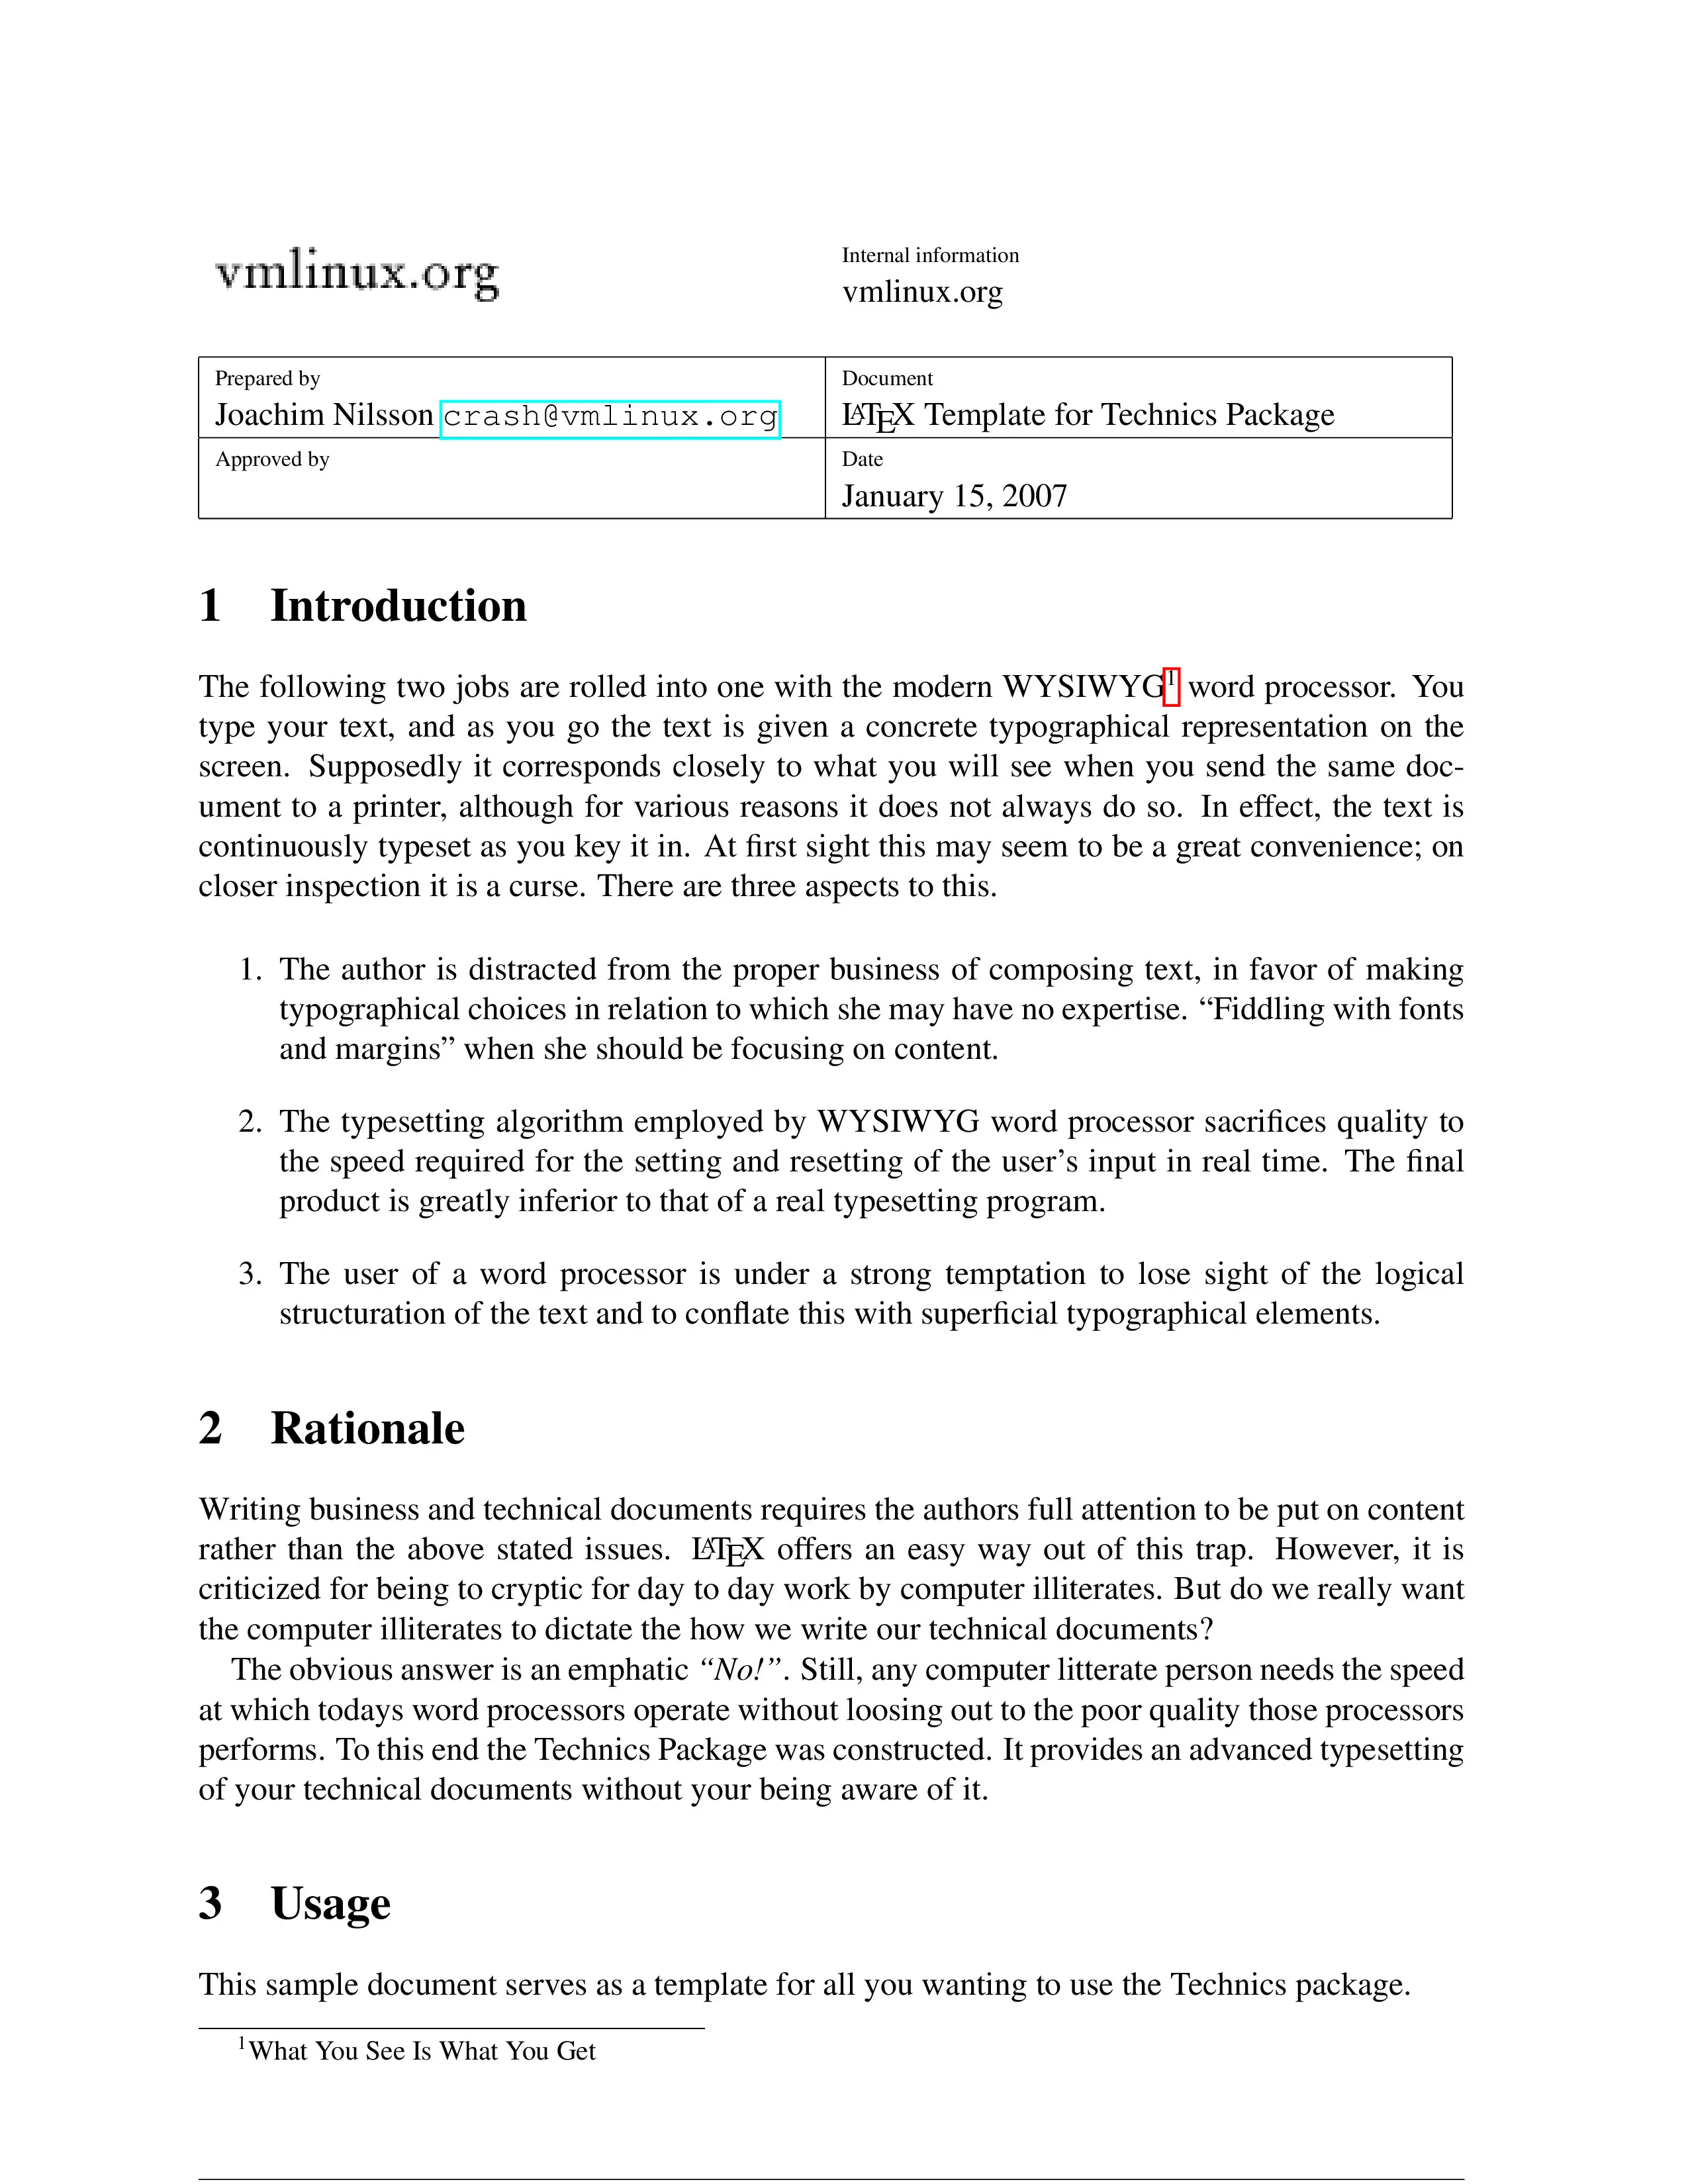 vmlinux.org
Internal information
vmlinux.org
Prepared by
Joachim Nilsson crash@vmlinux.org
Document
LATEX Template for Technics Package
Approved by
Date
January 15, 2007
1 Introduction
The following two jobs are rolled into one with the modern WYSIWYG1 word processor. You
type your text, and as you go the text is given a concrete typographical representation on the
screen. Supposedly it corresponds closely to what you will see when you send the same doc-
ument to a printer, although for various reasons it does not always do so. In effect, the text is
continuously typeset as you key it in. At first sight this may seem to be a great convenience; on
closer inspection it is a curse. There are three aspects to this.
1. The author is distracted from the proper business of composing text, in favor of making
typographical choices in relation to which she may have no expertise. “Fiddling with fonts
and margins” when she should be focusing on content.
2. The typesetting algorithm employed by WYSIWYG word processor sacrifices quality to
the speed required for the setting and resetting of the user’s input in real time. The final
product is greatly inferior to that of a real typesetting program.
3. The user of a word processor is under a strong temptation to lose sight of the logical
structuration of the text and to conflate this with superficial typographical elements.
2 Rationale
Writing business and technical documents requires the authors full attention to be put on content
rather than the above stated issues. LATEX offers an easy way out of this trap. However, it is
criticized for being to cryptic for day to day work by computer illiterates. But do we really want
the computer illiterates to dictate the how we write our technical documents?
The obvious answer is an emphatic “No!”. Still, any computer litterate person needs the speed
at which todays word processors operate without loosing out to the poor quality those processors
performs. To this end the Technics Package was constructed. It provides an advanced typesetting
of your technical documents without your being aware of it.
3 Usage
This sample document serves as a template for all you wanting to use the Technics package.
1What You See Is What You Get